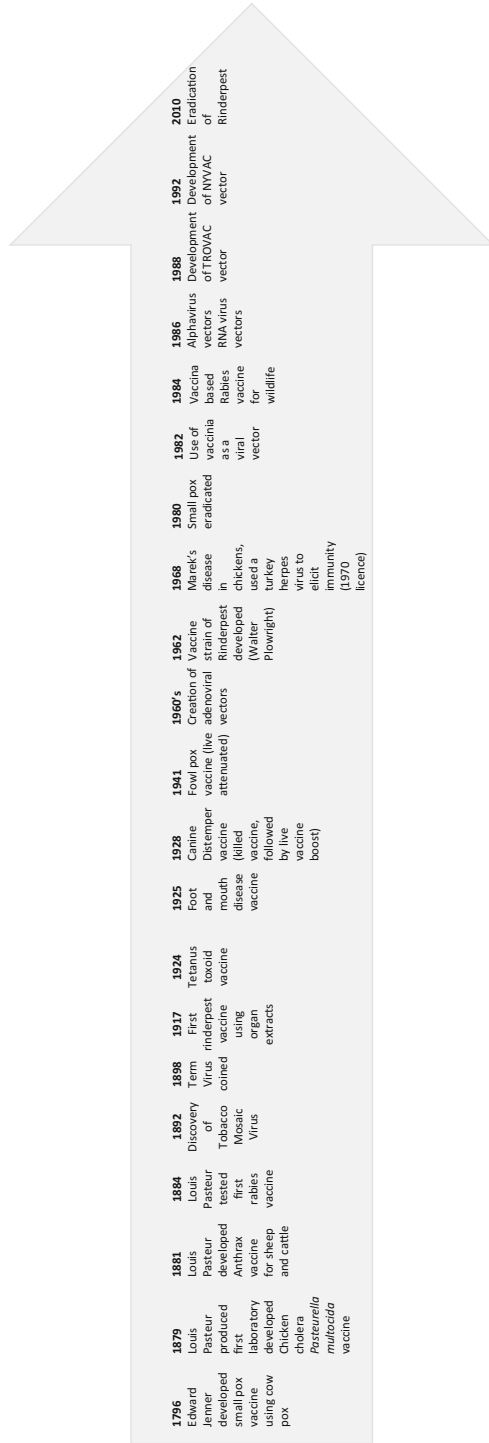 1796
Edward
Jenner
developed
small pox
vaccine
using cow
pox
1879
Louis
Pasteur
produced
first
laboratory
developed
Chicken
cholera
Pasteurella
multocida
vaccine
1881
Louis
Pasteur
developed
Anthrax
vaccine
for sheep
and cattle
1884
Louis
Pasteur
tested
first
rabies
vaccine
1892
Discovery
of
Tobacco
Mosaic
Virus
1898
Term
Virus
coined
1917
First
rinderpest
vaccine
using
organ
extracts
1924
Tetanus
toxoid
vaccine
1925
Foot
and
mouth
disease
vaccine
1928
Canine
Distemper
vaccine
(killed
vaccine,
followed
by live
vaccine
boost)
1941
Fowl pox
vaccine (live
attenuated)
1960's
Creation of
adenoviral
vectors
1962
Vaccine
strain of
Rinderpest
developed
(Walter
Plowright)
1968
Marek's
disease
in
chickens,
used a
turkey
herpes
virus to
elicit
immunity
(1970
licence)
1980
Small pox
eradicated
1982
Use of
vaccinia
as a
viral
vector
1984
Vaccina
based
Rabies
vaccine
for
wildlife
1986
Alphavirus
vectors
RNA virus
vectors
1988
Development
of TROVAC
vector
1992
Development
of NYVAC
vector
2010
Eradication
of
Rinderpest